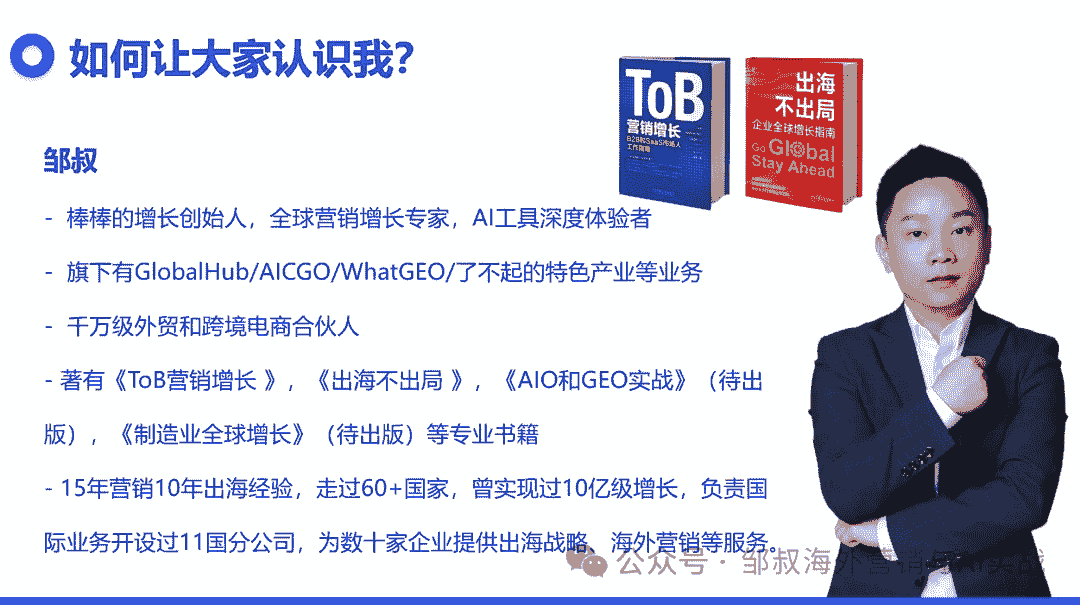 如何让大家认识我？
ToB
营销增长
B2B和SaaS市场人
工作指南
出海
不出局
企业全球增长指南
Go Global
Stay Ahead
邹叔
- 棒棒的增长创始人，全球营销增长专家，AI工具深度体验者
- 旗下有GlobalHub/AICGO/WhatGEO/了不起的特色产业等业务
- 千万级外贸和跨境电商合伙人
- 著有《ToB营销增长 》，《出海不出局 》，《AIO和GEO实战》（待出
版），《制造业全球增长》（待出版）等专业书籍
- 15年营销10年出海经验，走过60+国家，曾实现过10亿级增长，负责国
际业务开设过11国分公司，为数十家企业提供出海战略、海外营销等服务。
公众号 · 邹叔海外营销与AI实战